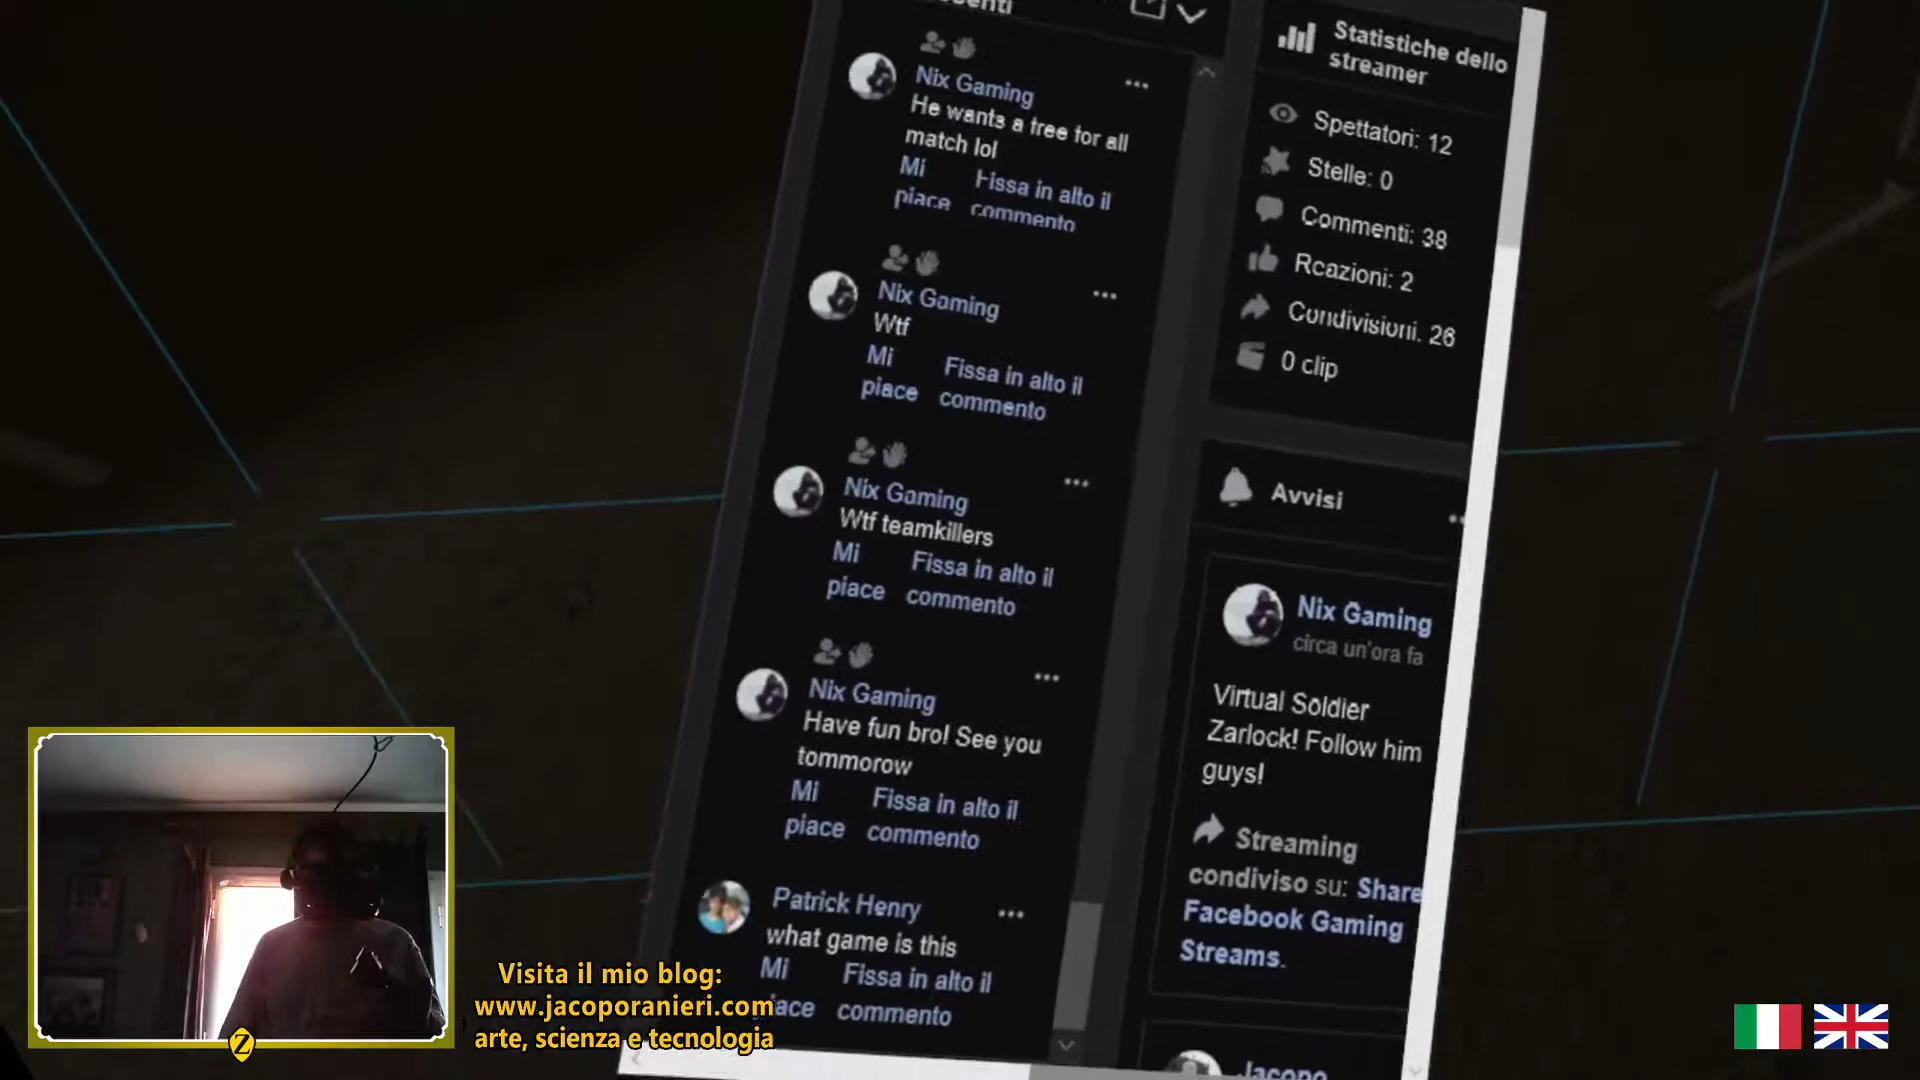 Nix Gaming
He wants a free for all
match lol
Mi piace
Fissa in alto il
commento
Nix Gaming
Wtf
Mi piace
Fissa in alto il
commento
Nix Gaming
Wtf teamkillers
Mi piace
Fissa in alto il
commento
Nix Gaming
Have fun bro! See you
tommorow
Mi piace
Fissa in alto il
commento
Patrick Henry
what game is this
Mi
Fissa in alto il
commento
Statistiche dello
streamer
Spettatori: 12
Stelle: 0
Commenti: 38
Reazioni: 2
Condivisioni: 26
0 clip
Avvisi
Nix Gaming
circa un'ora fa
Virtual Soldier
Zarlock! Follow him
guys!
Streaming
condiviso su: Share
Facebook Gaming
Streams.
Jacopo
Visita il mio blog:
www.jacoporanieri.com
arte, scienza e tecnologia
Z